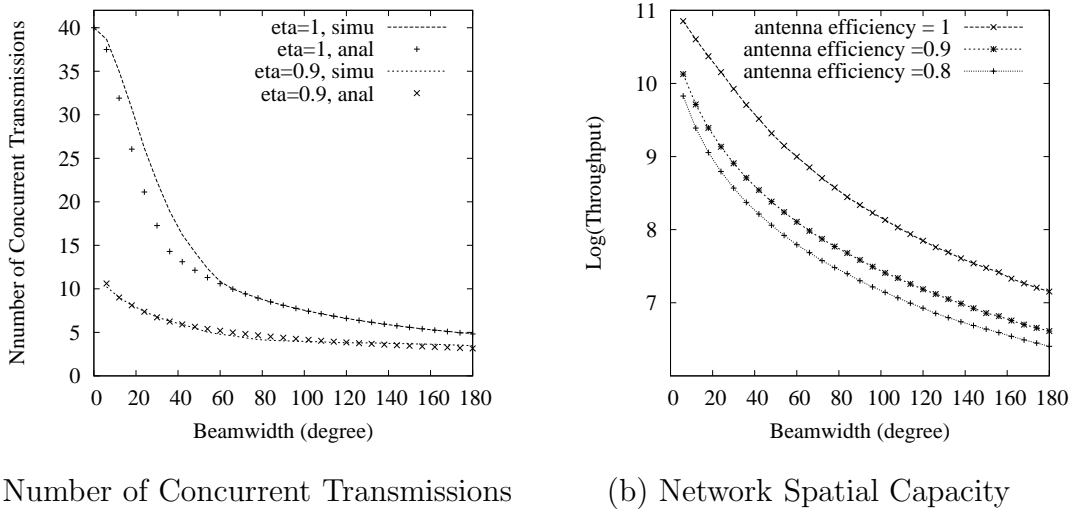 eta=1, simu
eta=1, anal
eta=0.9, simu
eta=0.9, anal
Nnumber of Concurrent Transmissions
40
35
30
25
20
15
10
5
0
0 20 40 60 80 100 120 140 160 180
Beamwidth (degree)
Number of Concurrent Transmissions
antenna efficiency = 1
antenna efficiency =0.9
antenna efficiency =0.8
Log(Throughput)
11
10
9
8
7
0 20 40 60 80 100 120 140 160 180
Beamwidth (degree)
(b) Network Spatial Capacity